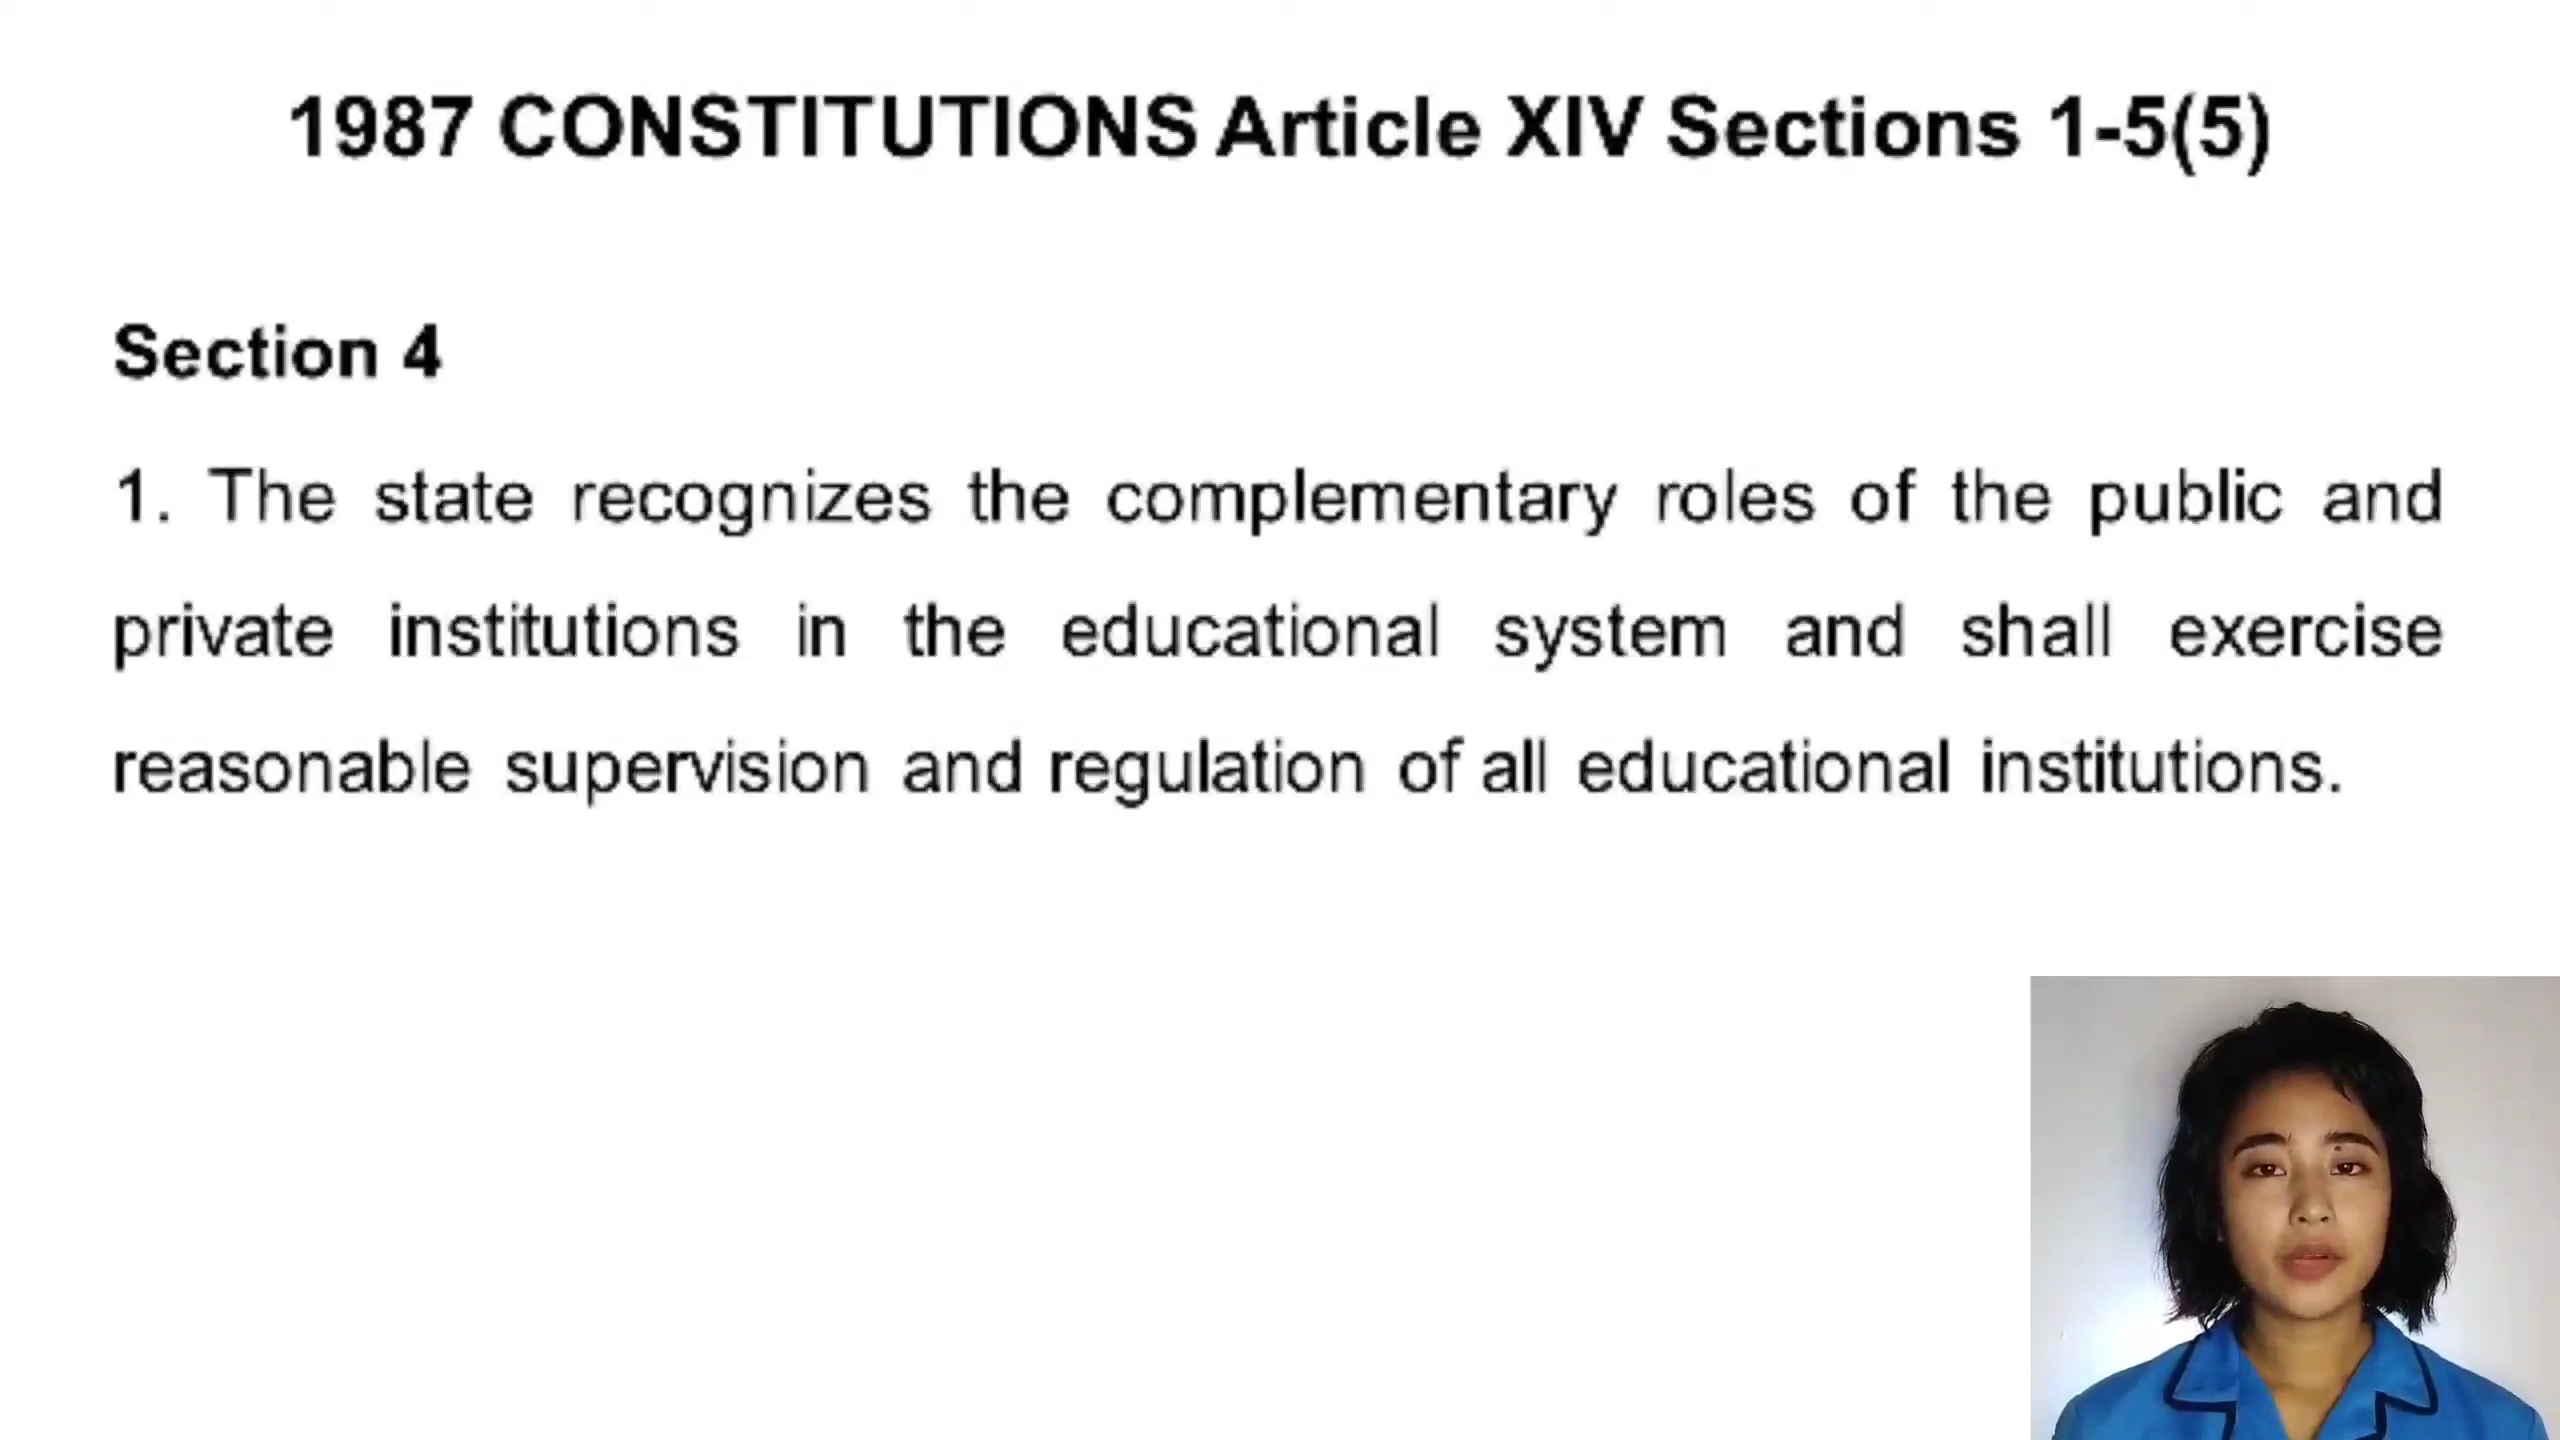 1987 CONSTITUTIONS Article XIV Sections 1-5(5)
Section 4
1. The state recognizes the complementary roles of the public and
private institutions in the educational system and shall exercise
reasonable supervision and regulation of all educational institutions.